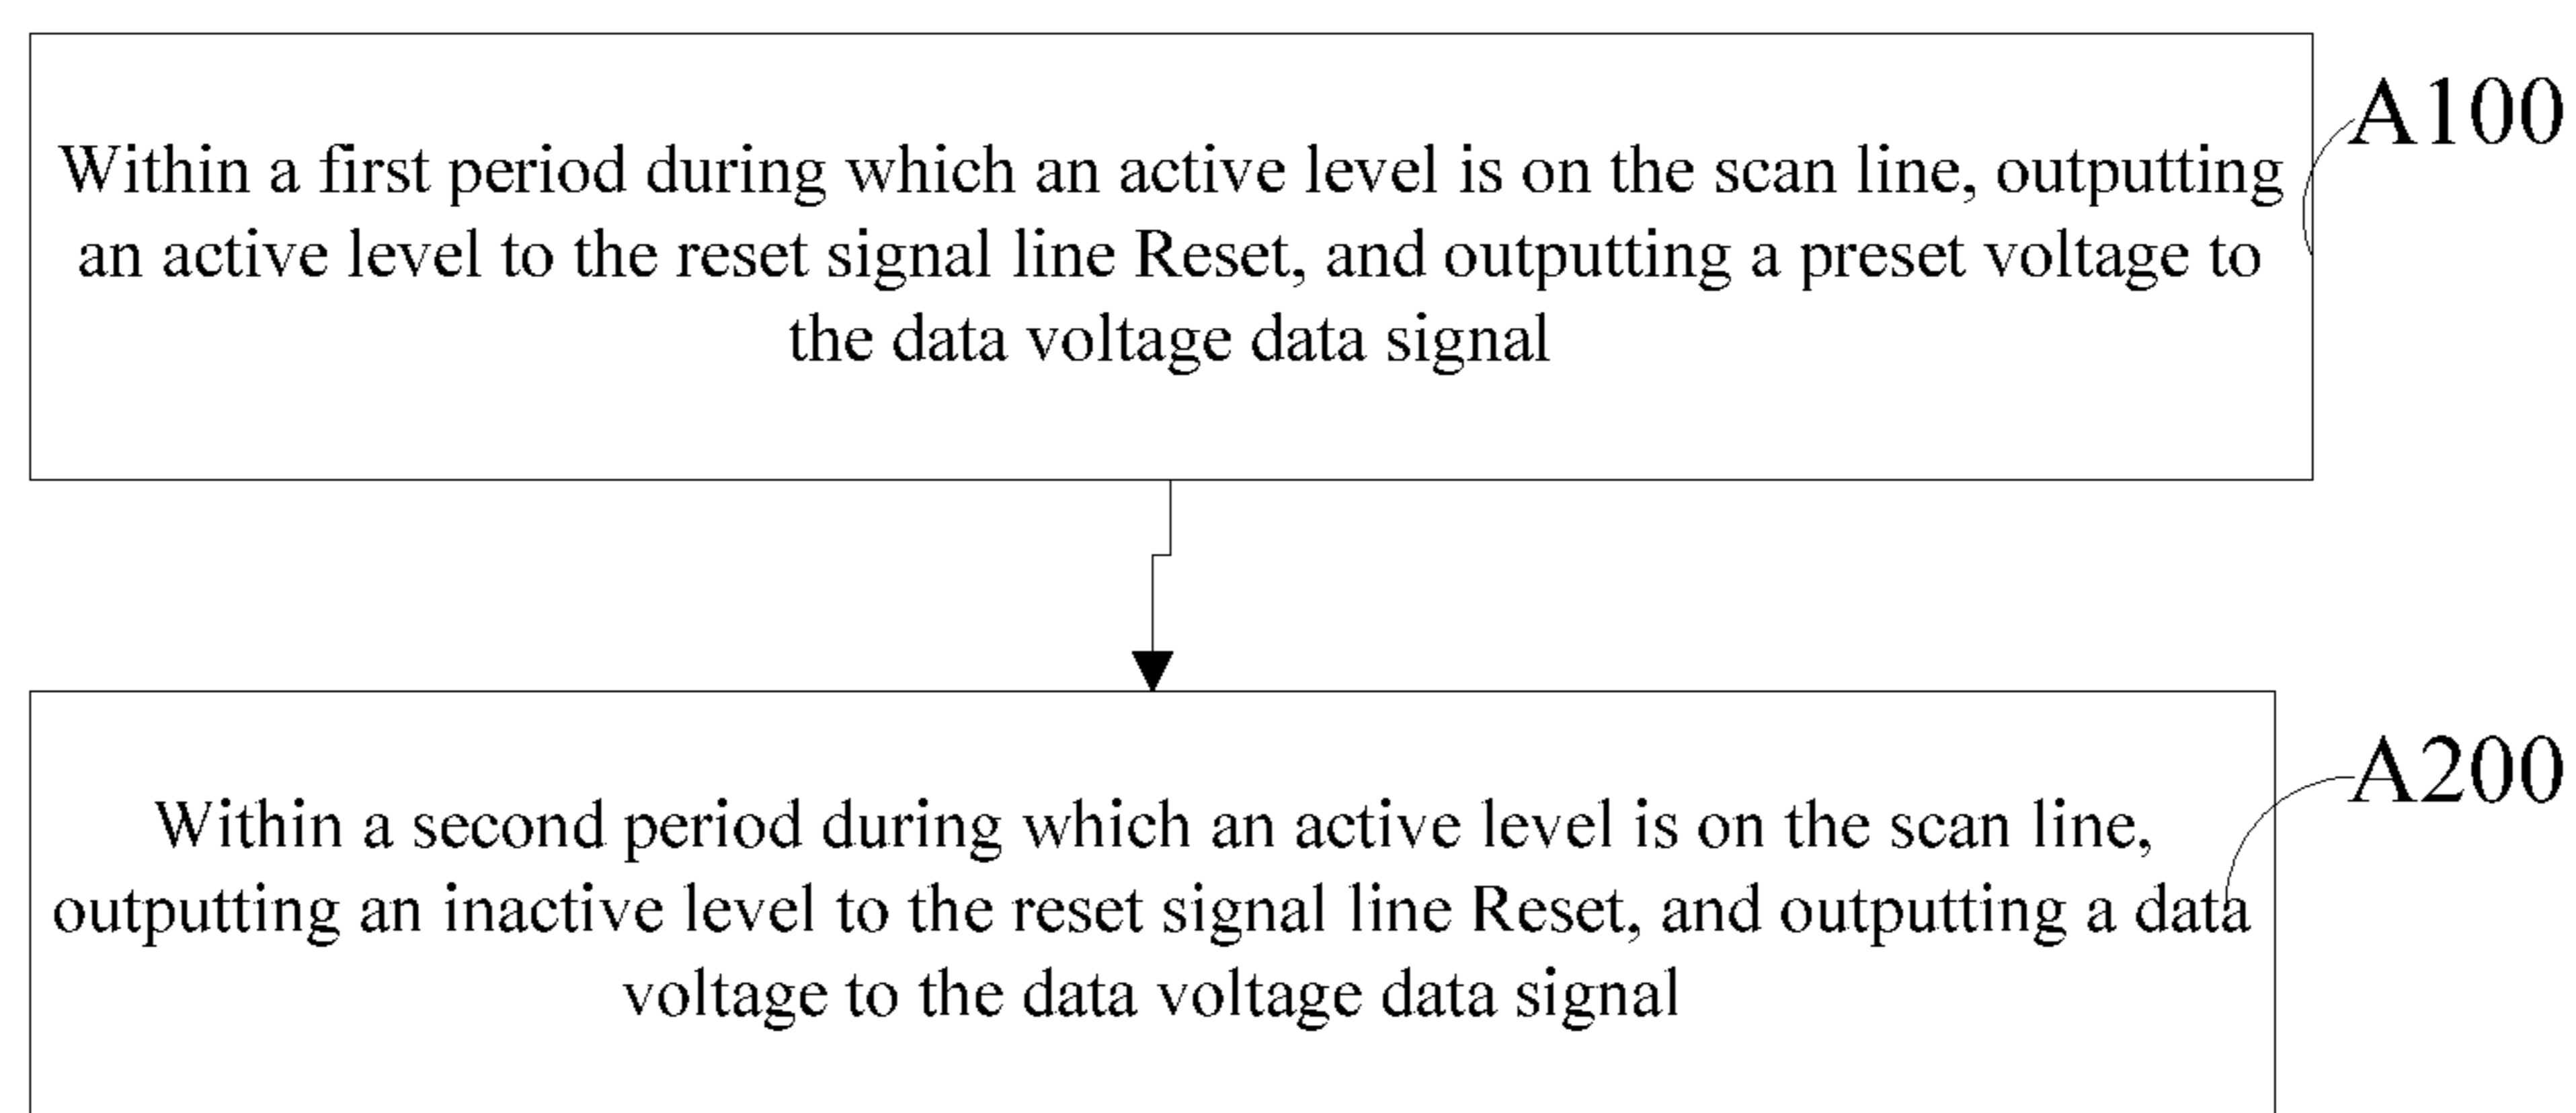 A100
Within a first period during which an active level is on the scan line, outputting
an active level to the reset signal line Reset, and outputting a preset voltage to
the data voltage data signal
A200
Within a second period during which an active level is on the scan line,
outputting an inactive level to the reset signal line Reset, and outputting a data
voltage to the data voltage data signal